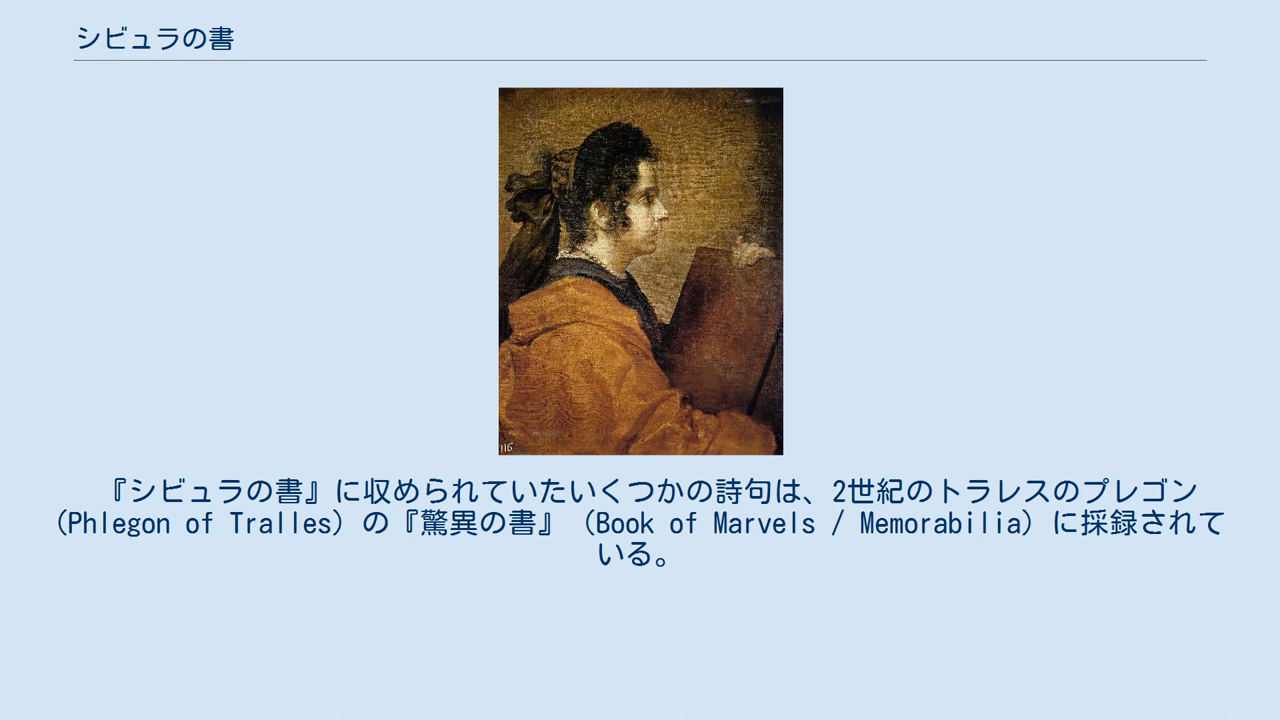 シビュラの書
116
『シビュラの書』に収められていたいくつかの詩句は、2世紀のトラレスのプレゴン
(Phlegon of Tralles) の『驚異の書』 (Book of Marvels / Memorabilia) に採録されて
いる。